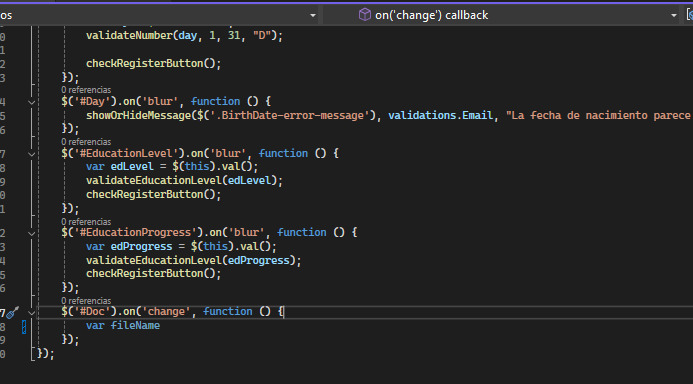 os
on('change') callback
0
validateNumber(day, 1, 31, "D");
1
2
checkRegisterButton();
3
});
0 referencias
4
$('#Day').on('blur', function () {
5
showOrHideMessage($('.BirthDate-error-message'), validations.Email, "La fecha de nacimiento parece
6
});
0 referencias
7
$('#EducationLevel').on('blur', function () {
8
var edLevel = $(this).val();
9
validateEducationLevel(edLevel);
0
checkRegisterButton();
1
});
0 referencias
2
$('#EducationProgress').on('blur', function () {
3
var edProgress = $(this).val();
4
validateEducationLevel(edProgress);
5
checkRegisterButton();
6
});
0 referencias
7
$('#Doc').on('change', function () {
8
var fileName
9
});
0
});